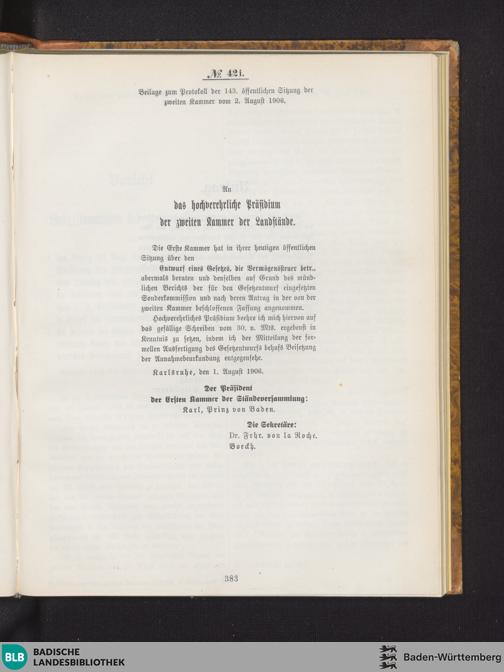 № 42i.
Beilage zum Protokoll der 143. öffentlichen Sitzung der
zweiten Kammer vom 2. August 1906.
An
das hochverehrliche Präsidium
der zweiten Kammer der Landstände.
Die Erste Kammer hat in ihrer heutigen öffentlichen
Sitzung über den
Entwurf eines Gesetzes, die Vermögenssteuer betr.,
abermals beraten und denselben auf Grund des münd-
lichen Berichts der für den Gesetzentwurf eingesetzten
Sonderkommission und nach deren Antrag in der von der
zweiten Kammer beschlossenen Fassung angenommen.
Hochverehrliches Präsidium beehre ich mich hiervon auf
das gefällige Schreiben vom 30. v. Mts. ergebenst in
Kenntnis zu setzen, indem ich der Mitteilung der for-
mellen Ausfertigung des Gesetzentwurfs behufs Beisetzung
der Annahmebeurkundung entgegensehe.
Karlsruhe, den 1. August 1906.
Der Präsident
der Ersten Kammer der Ständeversammlung:
Karl, Prinz von Baden.
Die Sekretäre:
Dr. Frhr. von la Roche.
Boeckh.
383
BLB BADISCHE
LANDESBIBLIOTHEK
Baden-Württemberg